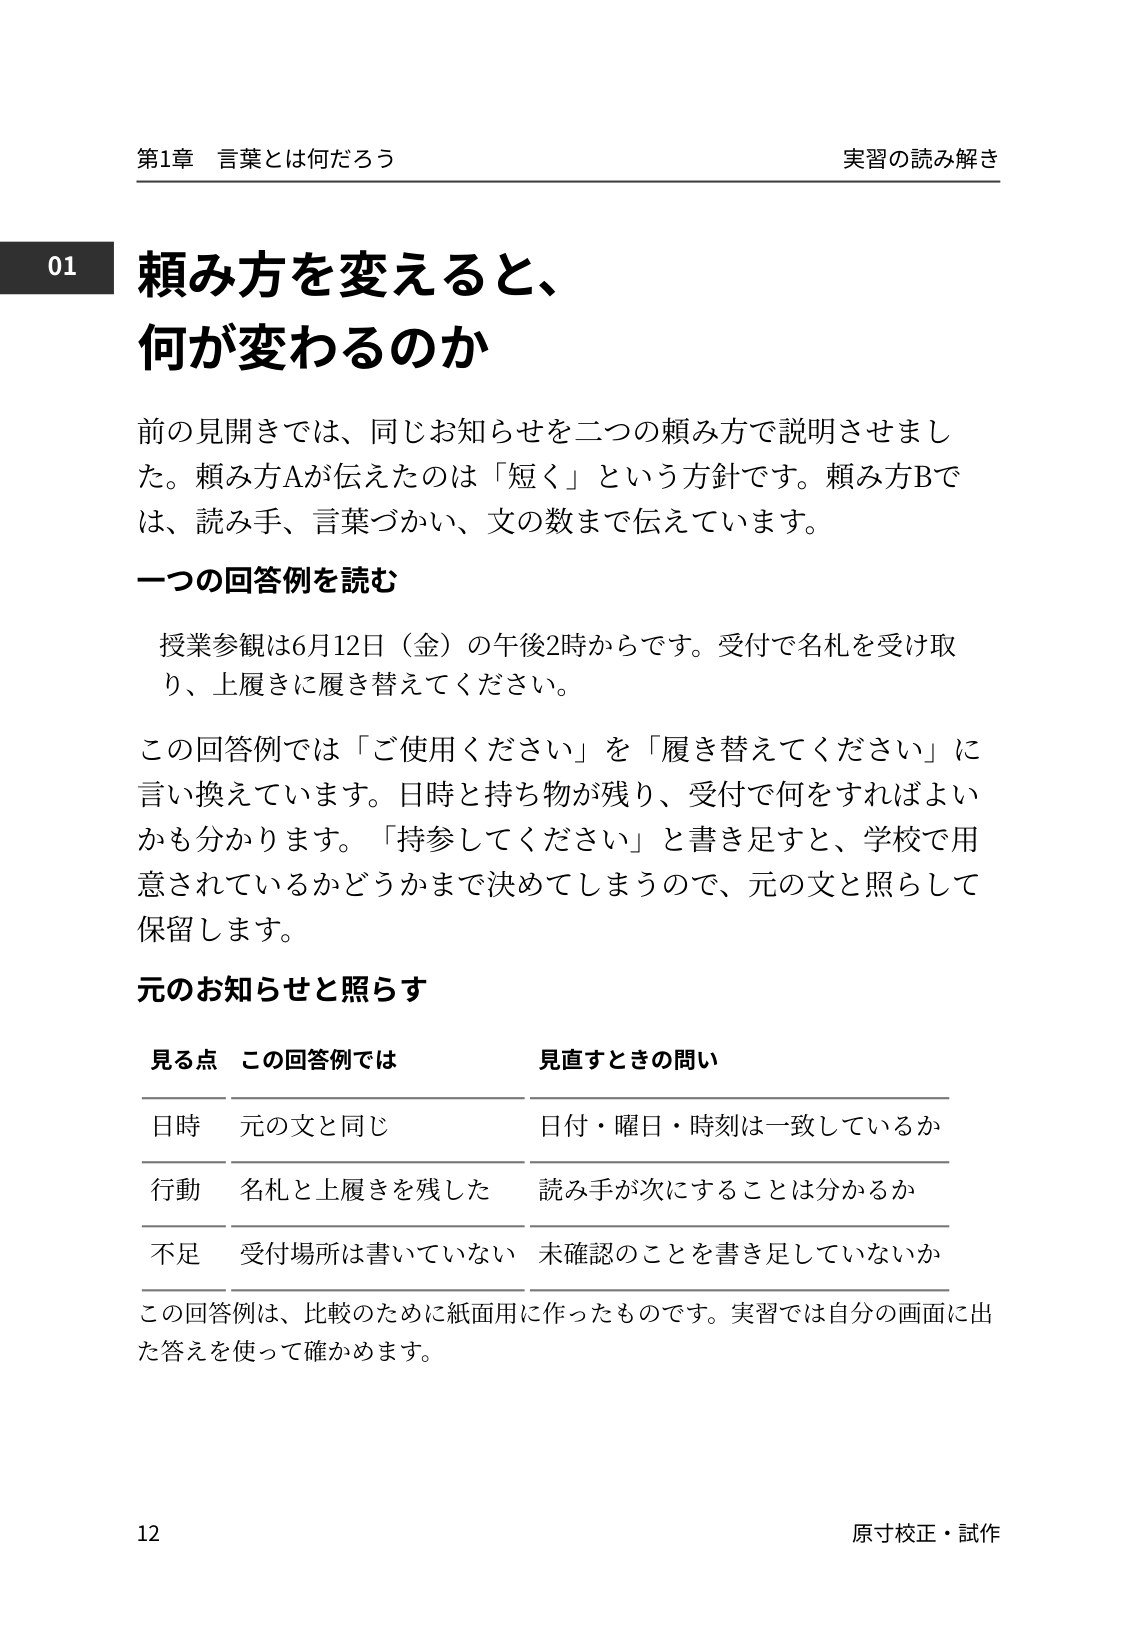 第1章　言葉とは何だろう
実習の読み解き
01
頼み方を変えると、
何が変わるのか
前の見開きでは、同じお知らせを二つの頼み方で説明させまし
た。頼み方Aが伝えたのは「短く」という方針です。頼み方Bで
は、読み手、言葉づかい、文の数まで伝えています。
一つの回答例を読む
授業参観は6月12日（金）の午後2時からです。受付で名札を受け取
り、上履きに履き替えてください。
この回答例では「ご使用ください」を「履き替えてください」に
言い換えています。日時と持ち物が残り、受付で何をすればよい
かも分かります。「持参してください」と書き足すと、学校で用
意されているかどうかまで決めてしまうので、元の文と照らして
保留します。
元のお知らせと照らす
見る点　この回答例では　見直すときの問い
日時　元の文と同じ　日付・曜日・時刻は一致しているか
行動　名札と上履きを残した　読み手が次にすることは分かるか
不足　受付場所は書いていない　未確認のことを書き足していないか
この回答例は、比較のために紙面用に作ったものです。実習では自分の画面に出
た答えを使って確かめます。
12
原寸校正・試作